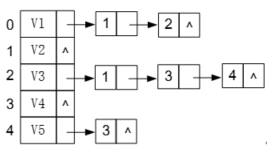 0 V1 1 2 ^
1 V2 ^
2 V3 1 3 4 ^
3 V4 ^
4 V5 3 ^